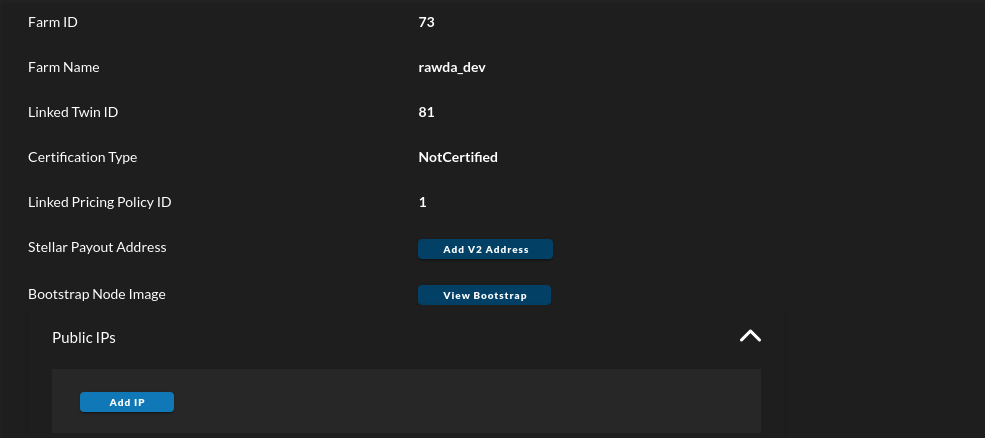 Farm ID 73
Farm Name rawda_dev
Linked Twin ID 81
Certification Type NotCertified
Linked Pricing Policy ID 1
Stellar Payout Address Add V2 Address
Bootstrap Node Image View Bootstrap
Public IPs
Add IP